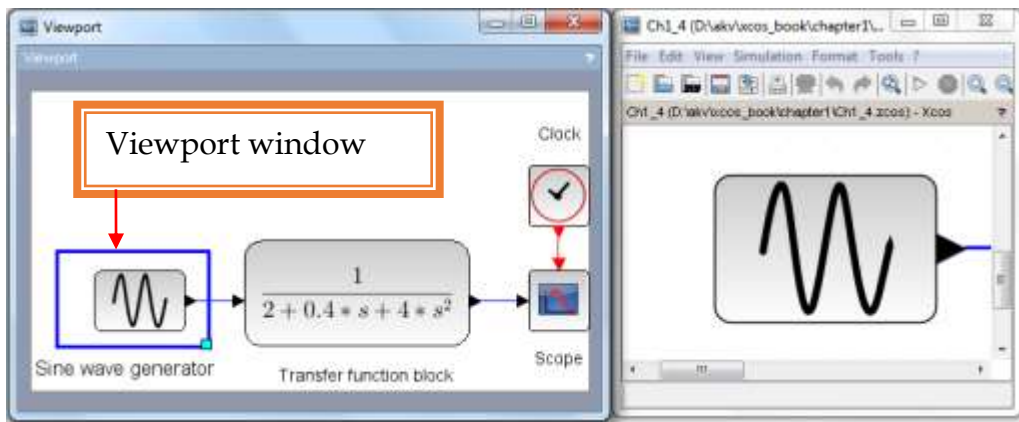 Viewport
Viewport ?
Viewport window
Clock
1
2 + 0.4 ∗ s + 4 ∗ s²
Sine wave generator
Transfer function block
Scope
Ch1_4 (D:\akv\xcos_book\chapter1\...
File Edit View Simulation Format Tools ?
Ch1_4 (D:\akv\xcos_book\chapter1\Ch1_4.zcos) - Xcos